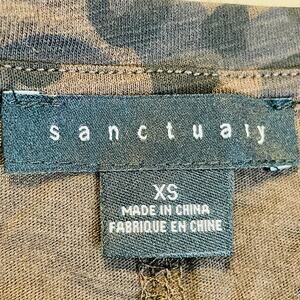 sanctuary
XS
MADE IN CHINA
FABRIQUE EN CHINE